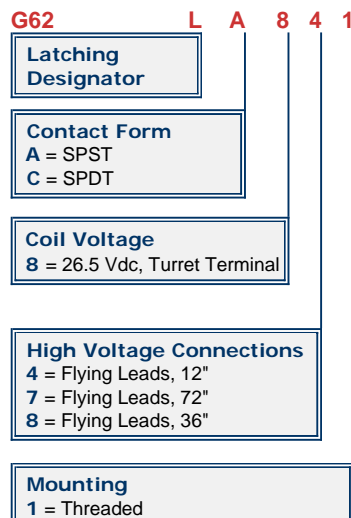 G62 L A 8 4 1
Latching
Designator
Contact Form
A = SPST
C = SPDT
Coil Voltage
8 = 26.5 Vdc, Turret Terminal
High Voltage Connections
4 = Flying Leads, 12"
7 = Flying Leads, 72"
8 = Flying Leads, 36"
Mounting
1 = Threaded